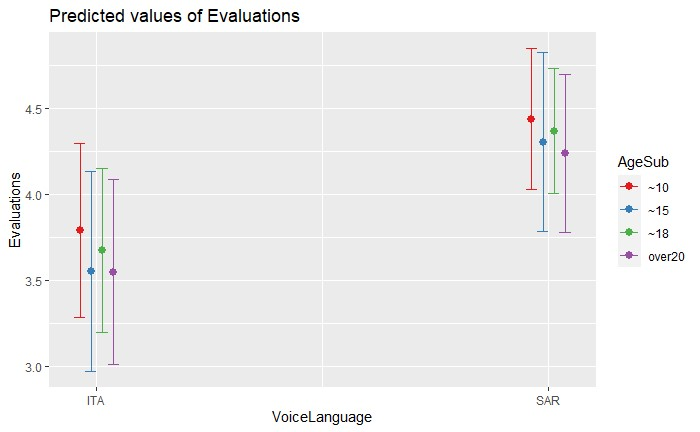 Predicted values of Evaluations
4.5
4.0
3.5
3.0
Evaluations
ITA
SAR
VoiceLanguage
AgeSub
~10
~15
~18
over20